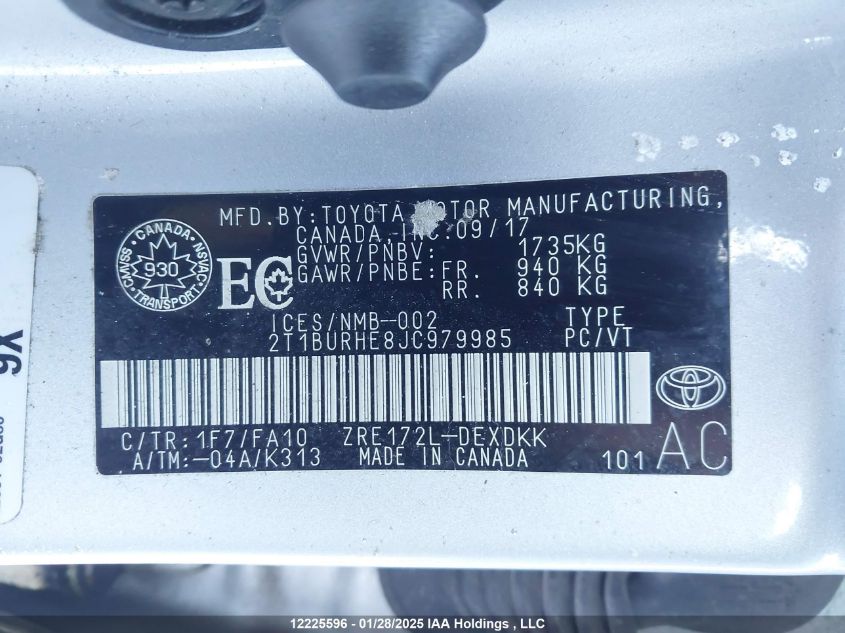 MFD. BY: TOYOTA MOTOR MANUFACTURING,
CANADA, INC. 09/17
GVWR/PNBV: 1735KG
GAWR/PNBE: FR. 940 KG
RR. 840 KG
CANADA
CMVSS 930 NSVAC
TRANSPORT
EC
ICES/NMB-002 TYPE
2T1BURHE8JC979985 PC/VT
C/TR: 1F7/FA10 ZRE172L-DEXDKK
A/TM:-04A/K313 MADE IN CANADA
101 AC
12225596 - 01/28/2025 IAA Holdings , LLC